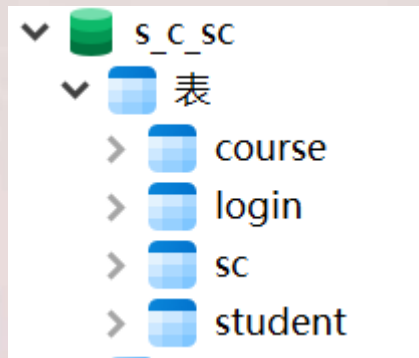 s_c_sc
表
course
login
sc
student